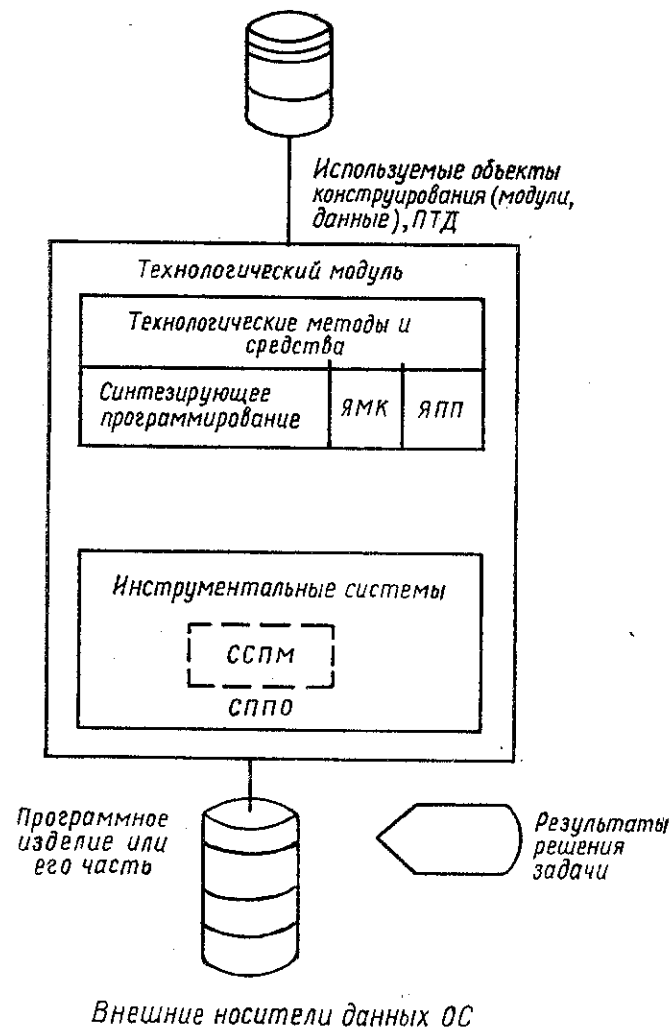 Используемые объекты
конструирования (модули,
данные), ПТД
Технологический модуль
Технологические методы и
средства
Синтезирующее
программирование
ЯМК
ЯПП
Инструментальные системы
ССПМ
СППО
Программное
изделие или
его часть
Результаты
решения
задачи
Внешние носители данных ОС